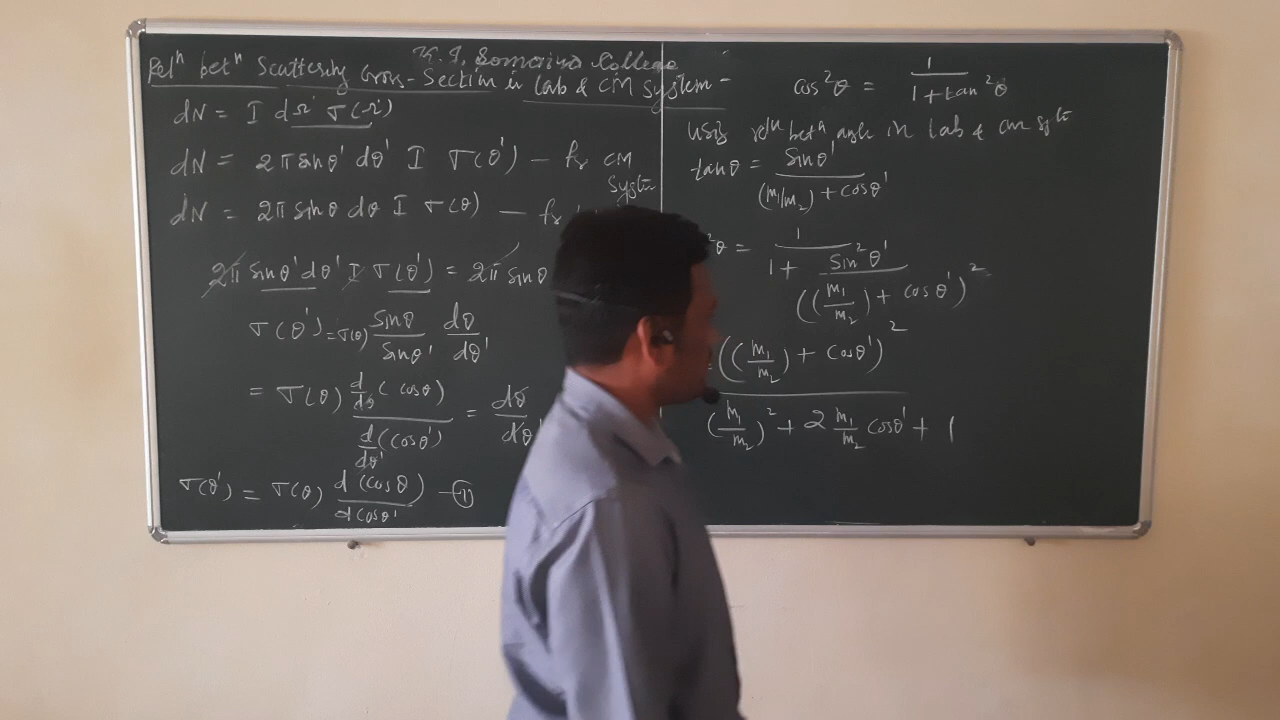 K. J. Somaiya College
Relⁿ betⁿ Scattering Cross-Section in lab & CM System -
dN = I dΩ' σ(Ω')
dN = 2π sinθ' dθ' I σ(θ') — for CM System
dN = 2π sinθ dθ I σ(θ) — for
2π sinθ'dθ' I σ(θ') = 2π sinθ
σ(θ') = σ(θ) sinθ/sinθ' dθ/dθ'
= σ(θ) d/dθ (cosθ) / d/dθ' (cosθ') = dθ/dθ'
σ(θ') = σ(θ) d(cosθ)/d cosθ' — ①
cos²θ = 1/(1+tan²θ)
using relⁿ betⁿ angle in lab & cm syst
tanθ = sinθ'/((m₁/m₂) + cosθ')
²θ = 1/(1 + sin²θ'/((m₁/m₂) + cosθ')²)
= ((m₁/m₂) + cosθ')² / ((m₁/m₂)² + 2 m₁/m₂ cosθ' + 1